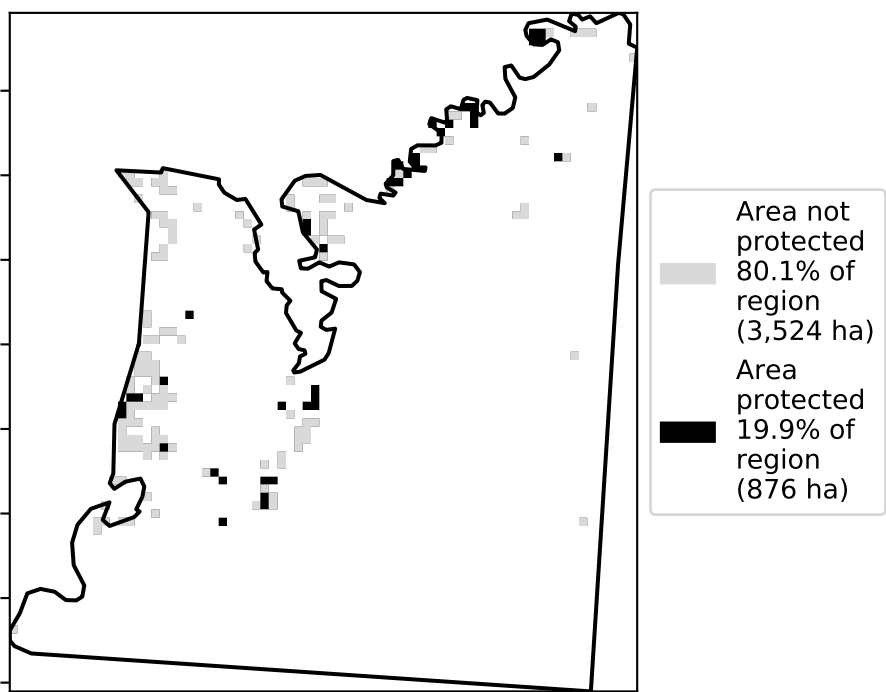 Area not
protected
80.1% of
region
(3,524 ha)
Area
protected
19.9% of
region
(876 ha)